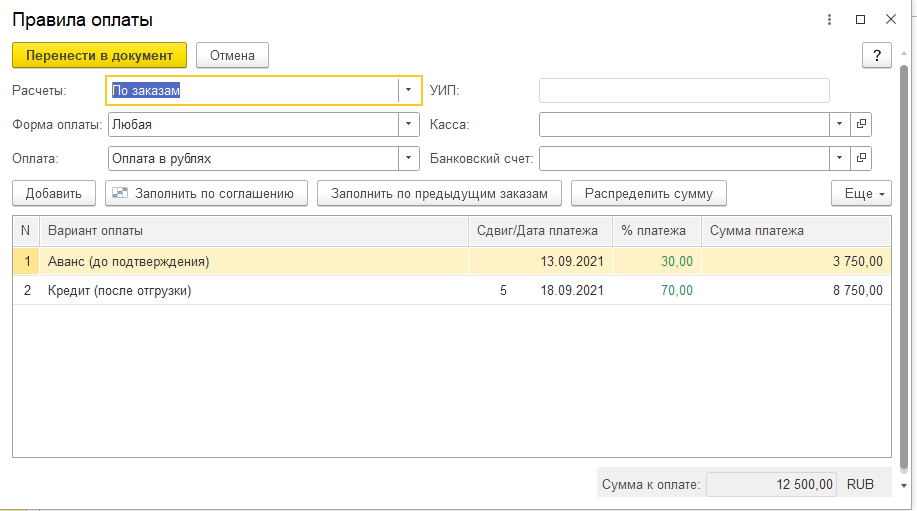 Правила оплаты
Перенести в документ Отмена ?
Расчеты: По заказам УИП:
Форма оплаты: Любая Касса:
Оплата: Оплата в рублях Банковский счет:
Добавить Заполнить по соглашению Заполнить по предыдущим заказам Распределить сумму Еще
N Вариант оплаты Сдвиг/Дата платежа % платежа Сумма платежа
1 Аванс (до подтверждения) 13.09.2021 30,00 3 750,00
2 Кредит (после отгрузки) 5 18.09.2021 70,00 8 750,00
Сумма к оплате: 12 500,00 RUB